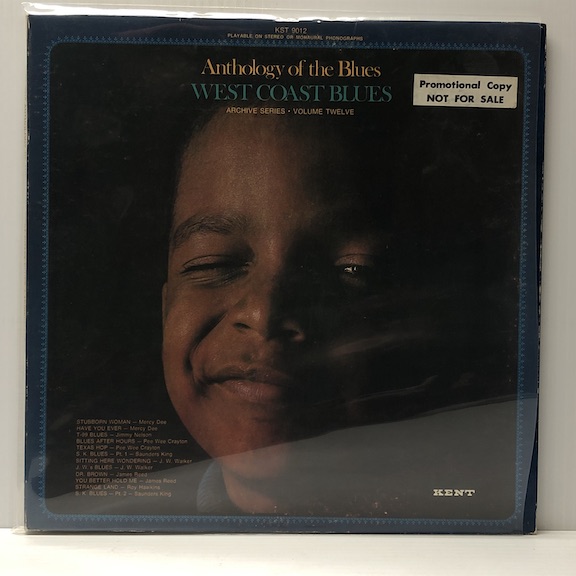 KST 9012
PLAYABLE ON STEREO OR MONAURAL PHONOGRAPHS
Anthology of the Blues
WEST COAST BLUES
ARCHIVE SERIES • VOLUME TWELVE
Promotional Copy
NOT FOR SALE
STUBBORN WOMAN — Mercy Dee
HAVE YOU EVER — Mercy Dee
T-99 BLUES — Jimmy Nelson
BLUES AFTER HOURS — Pee Wee Crayton
TEXAS HOP — Pee Wee Crayton
S. K. BLUES — Pt. 1 — Saunders King
SITTING HERE WONDERING — J. W. Walker
J. W.'s BLUES — J. W. Walker
DR. BROWN — James Reed
YOU BETTER HOLD ME — James Reed
STRANGE LAND — Roy Hawkins
S. K. BLUES — Pt. 2 — Saunders King
KENT